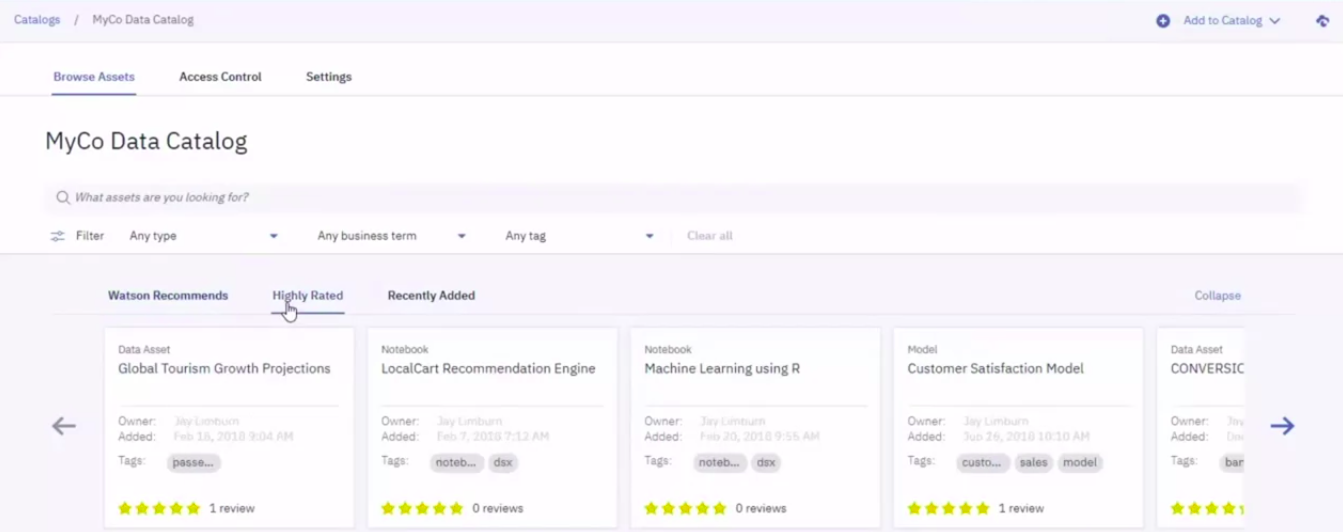 Catalogs / MyCo Data Catalog
Add to Catalog
Browse Assets Access Control Settings
MyCo Data Catalog
What assets are you looking for?
Filter Any type Any business term Any tag Clear all
Watson Recommends Highly Rated Recently Added Collapse
Data Asset
Global Tourism Growth Projections
Owner: Jay Limburn
Added: Feb 16, 2018 9:04 AM
Tags: passe...
1 review
Notebook
LocalCart Recommendation Engine
Owner: Jay Limburn
Added: Feb 7, 2018 7:12 AM
Tags: noteb... dsx
0 reviews
Notebook
Machine Learning using R
Owner: Jay Limburn
Added: Feb 20, 2018 9:56 AM
Tags: noteb... dsx
0 reviews
Model
Customer Satisfaction Model
Owner: Jay Limburn
Added: Jun 26, 2018 10:10 AM
Tags: custo... sales model
1 review
Data Asset
CONVERSIC
Owner:
Added:
Tags: bar